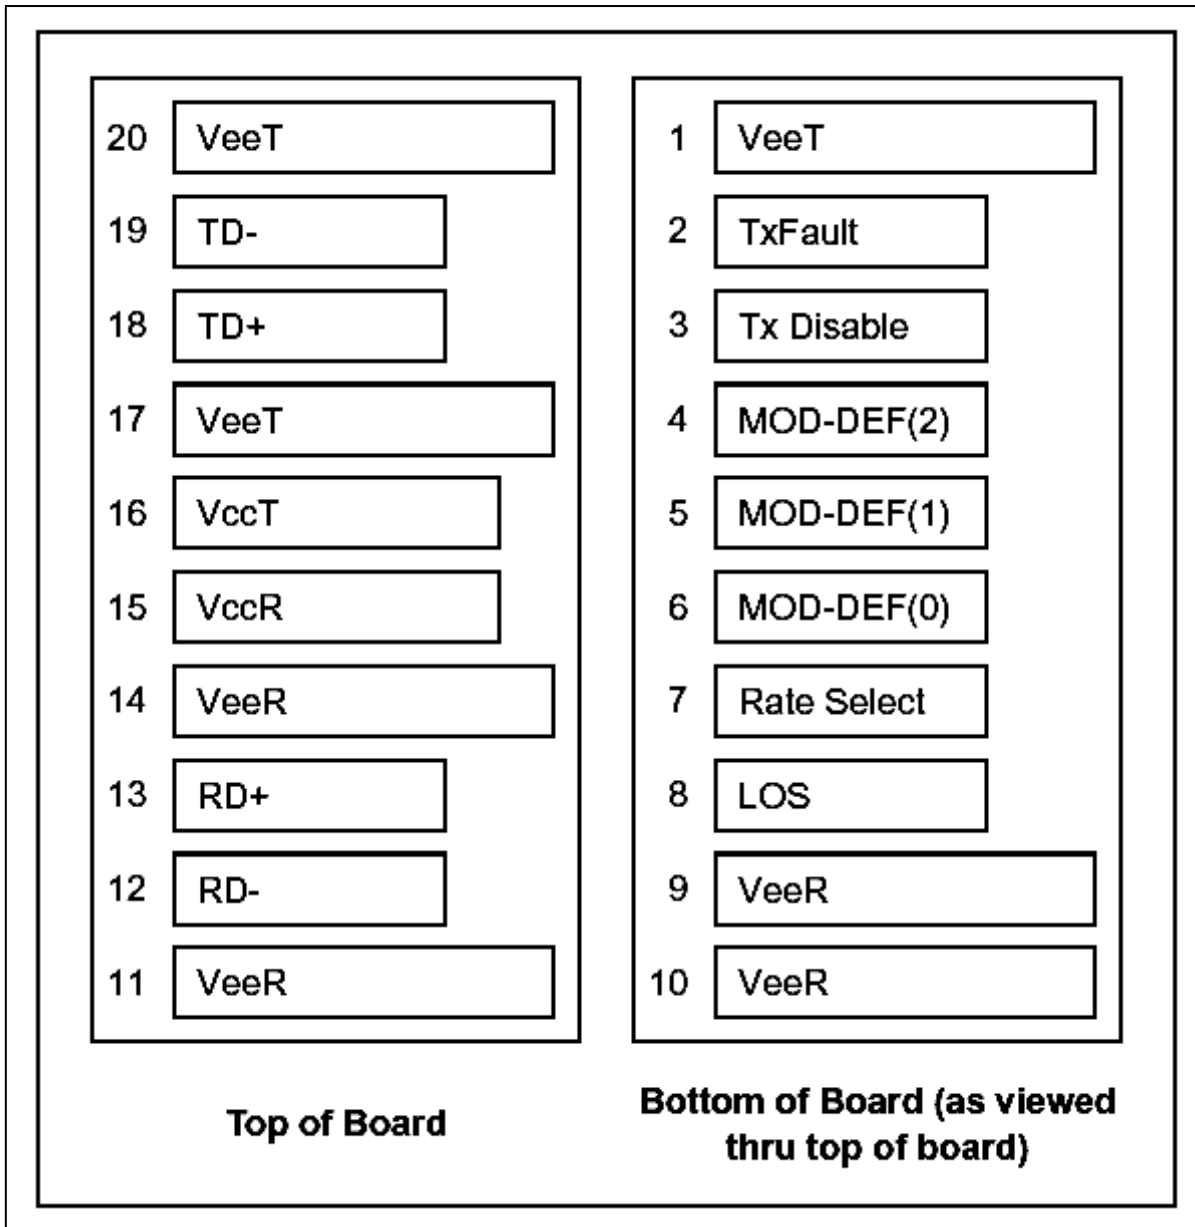 20 VeeT
19 TD-
18 TD+
17 VeeT
16 VccT
15 VccR
14 VeeR
13 RD+
12 RD-
11 VeeR
Top of Board
1 VeeT
2 TxFault
3 Tx Disable
4 MOD-DEF(2)
5 MOD-DEF(1)
6 MOD-DEF(0)
7 Rate Select
8 LOS
9 VeeR
10 VeeR
Bottom of Board (as viewed
thru top of board)